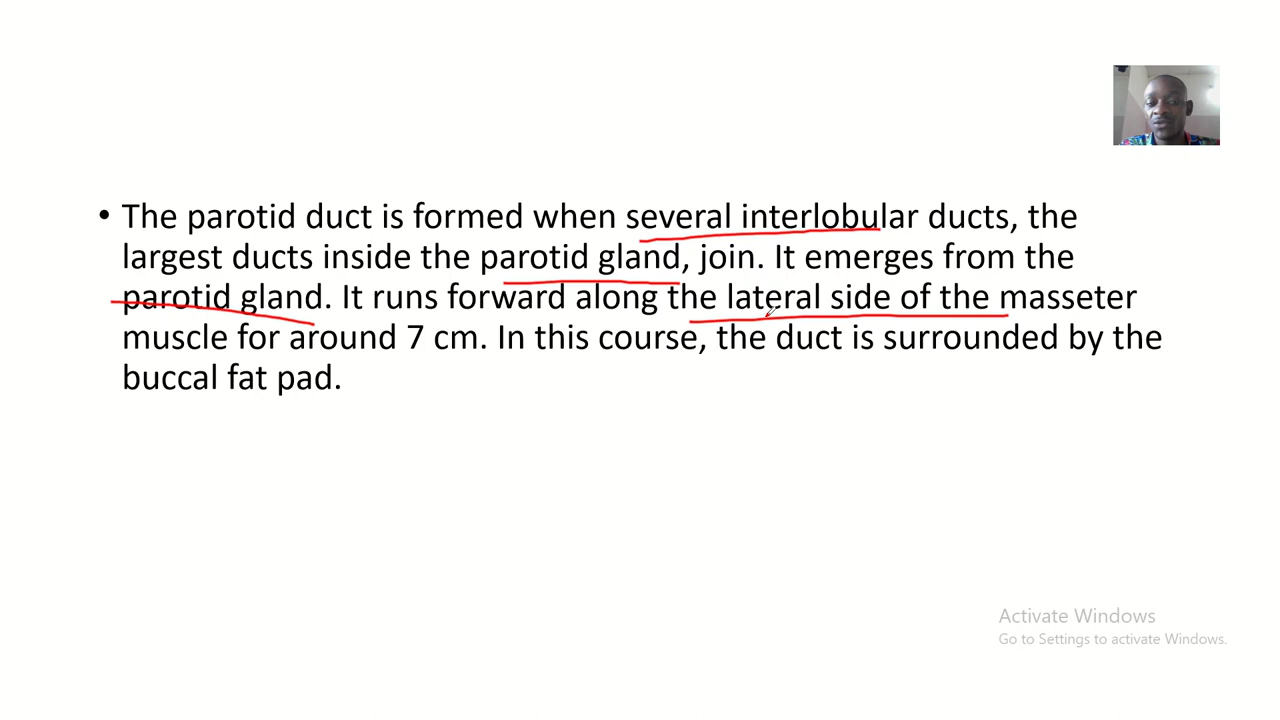 • The parotid duct is formed when several interlobular ducts, the
largest ducts inside the parotid gland, join. It emerges from the
parotid gland. It runs forward along the lateral side of the masseter
muscle for around 7 cm. In this course, the duct is surrounded by the
buccal fat pad.
Activate Windows
Go to Settings to activate Windows.